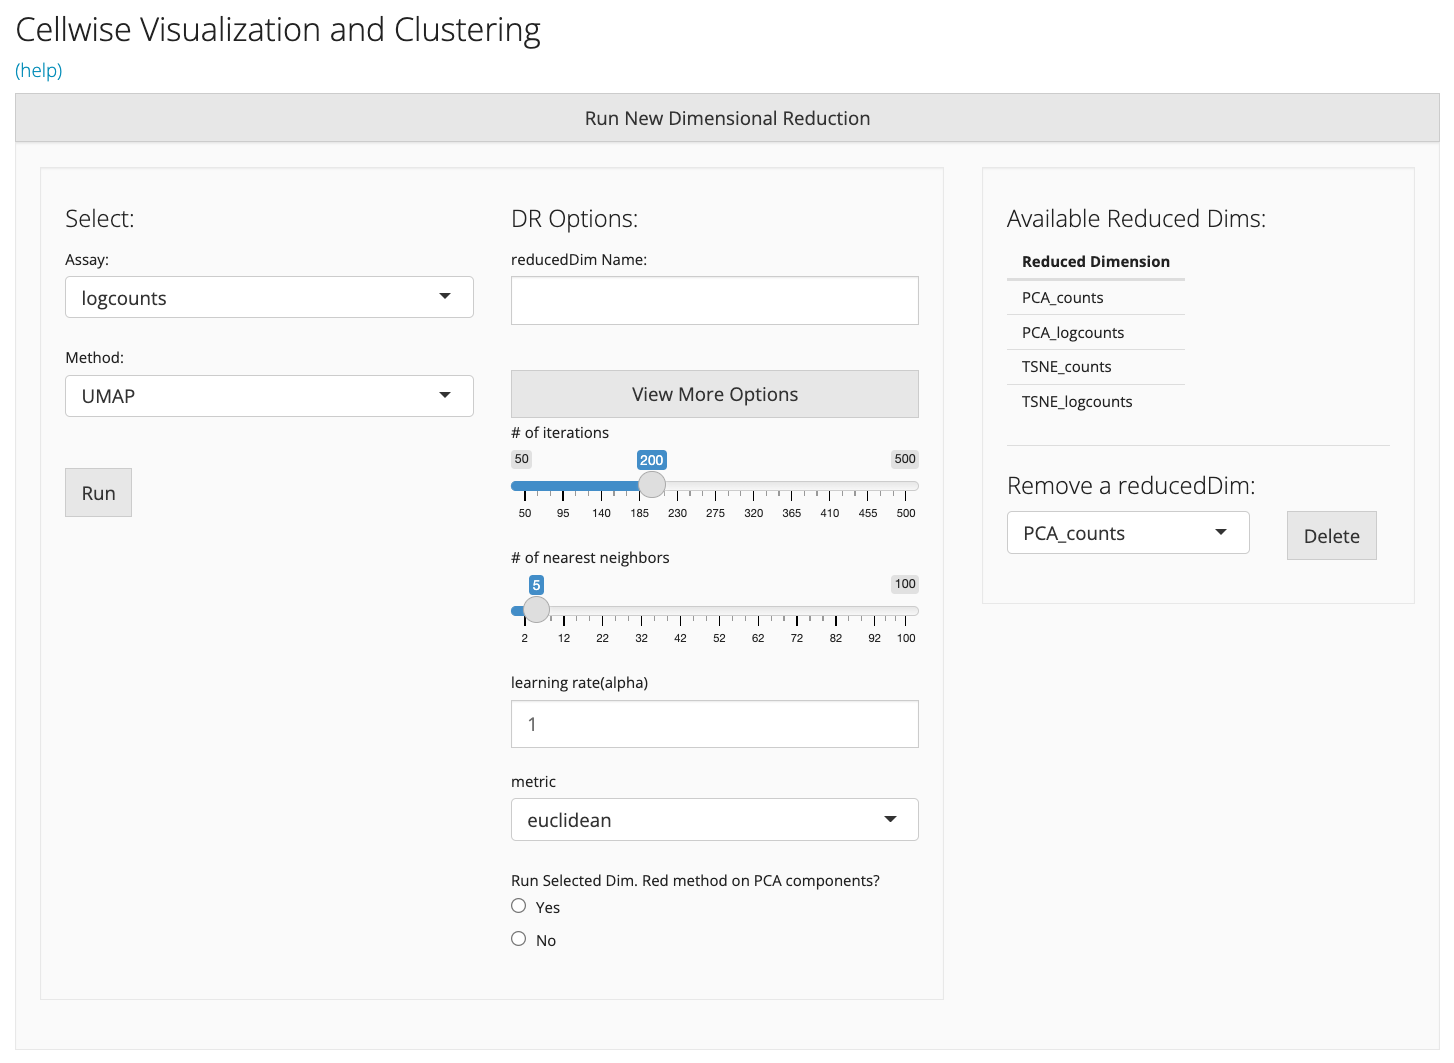 Cellwise Visualization and Clustering
(help)
Run New Dimensional Reduction
Select:
Assay:
logcounts
Method:
UMAP
Run
DR Options:
reducedDim Name:
View More Options
# of iterations
50 200 500
50 95 140 185 230 275 320 365 410 455 500
# of nearest neighbors
5 100
2 12 22 32 42 52 62 72 82 92 100
learning rate(alpha)
1
metric
euclidean
Run Selected Dim. Red method on PCA components?
Yes
No
Available Reduced Dims:
Reduced Dimension
PCA_counts
PCA_logcounts
TSNE_counts
TSNE_logcounts
Remove a reducedDim:
PCA_counts
Delete